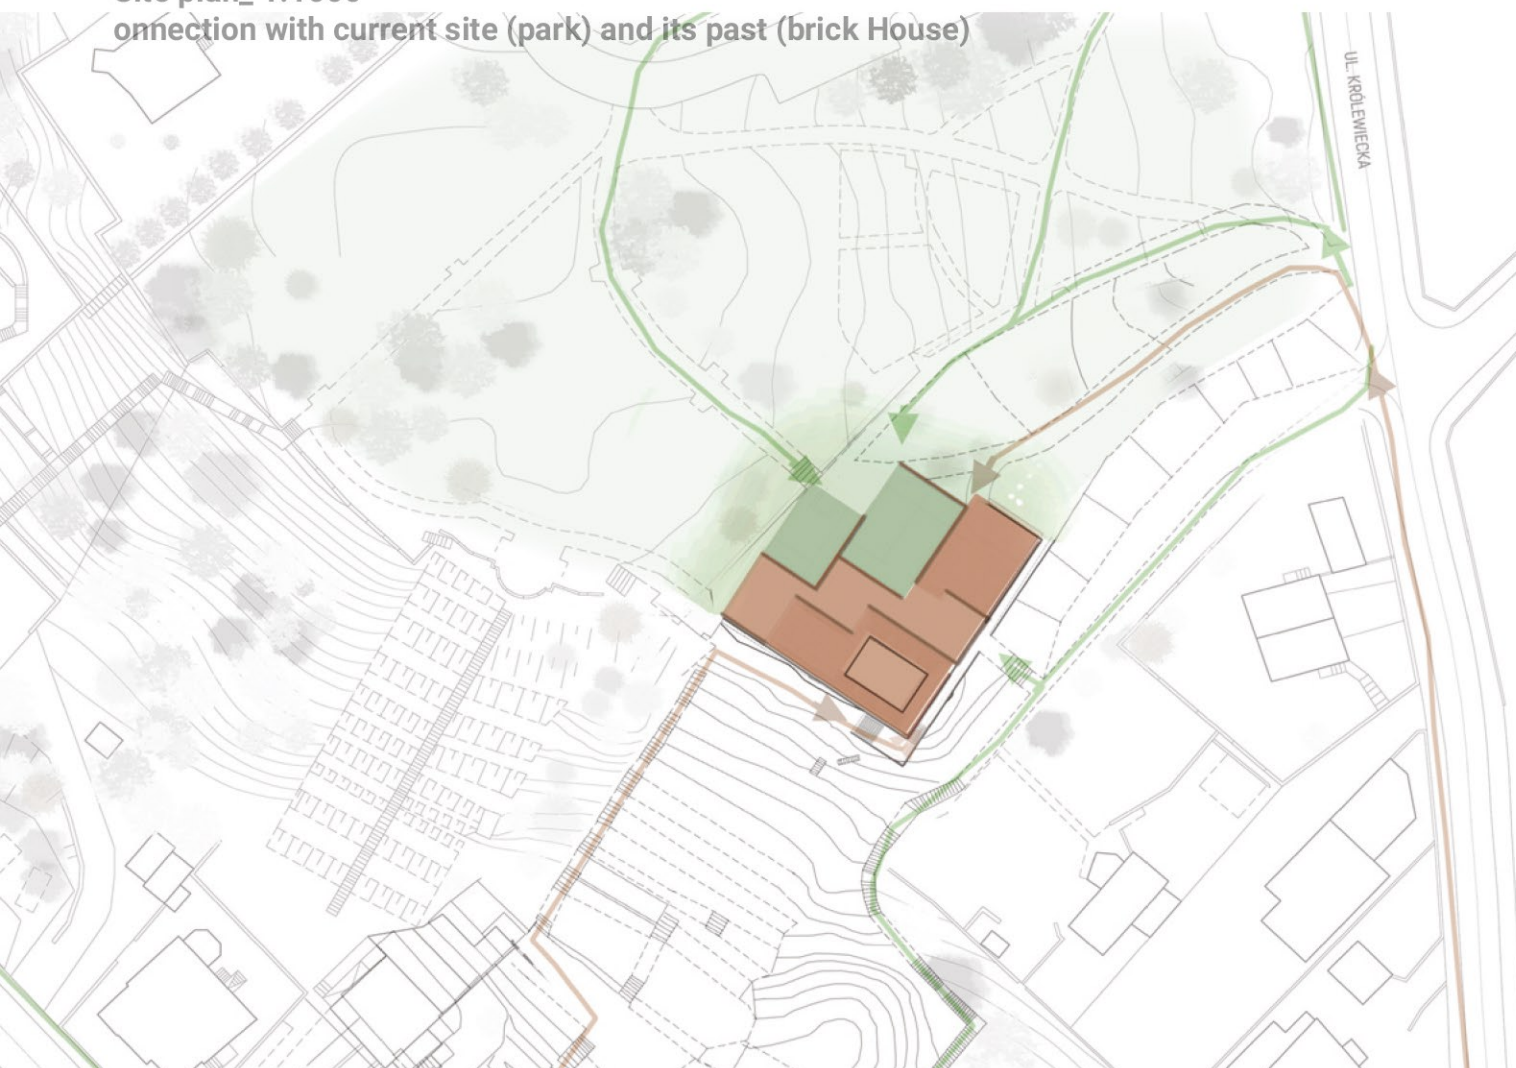 onnection with current site (park) and its past (brick House)
UL. KRÓLEWIECKA